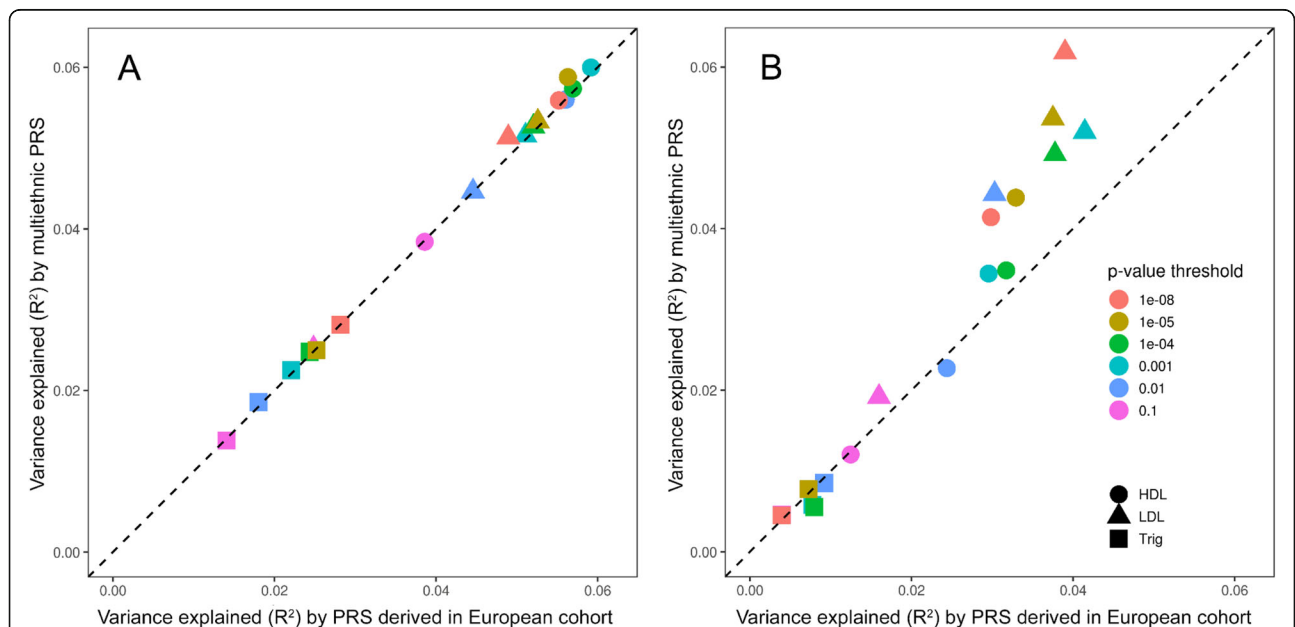 A
Variance explained (R²) by multiethnic PRS
0.06
0.04
0.02
0.00
0.00
0.02
0.04
0.06
Variance explained (R²) by PRS derived in European cohort
B
Variance explained (R²) by multiethnic PRS
0.06
0.04
0.02
0.00
0.00
0.02
0.04
0.06
Variance explained (R²) by PRS derived in European cohort
p-value threshold
1e-08
1e-05
1e-04
0.001
0.01
0.1
HDL
LDL
Trig